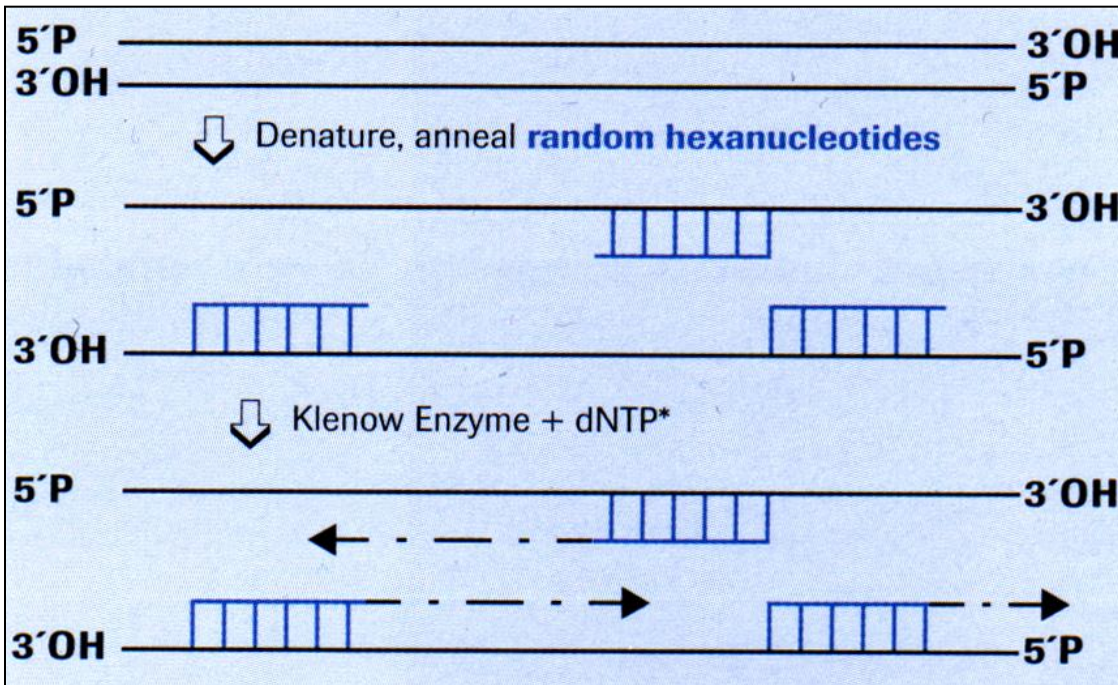 5´P 3´OH
3´OH 5´P
Denature, anneal random hexanucleotides
5´P 3´OH
3´OH 5´P
Klenow Enzyme + dNTP*
5´P 3´OH
3´OH 5´P